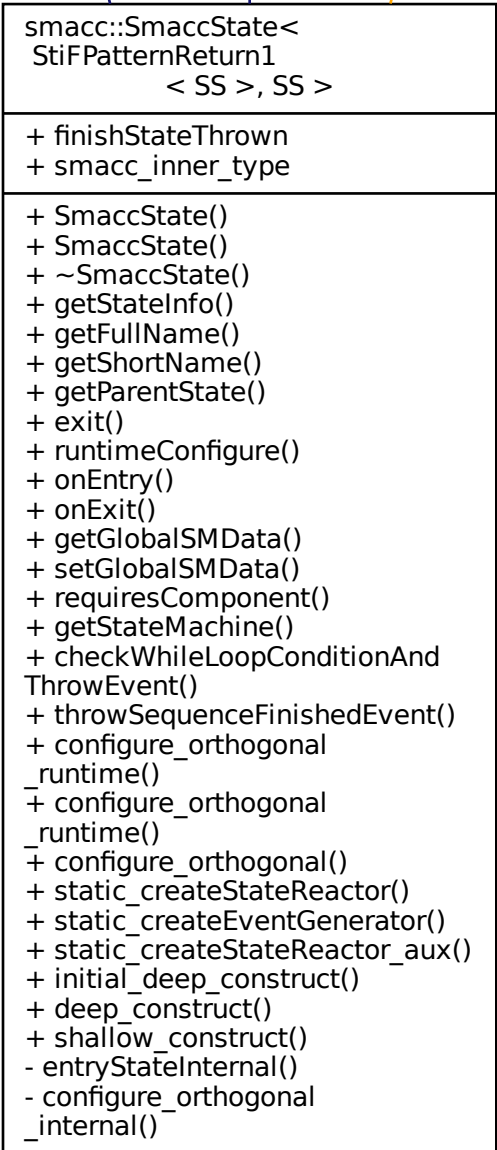 smacc::SmaccState<
StiFPatternReturn1
< SS >, SS >
+ finishStateThrown
+ smacc_inner_type
+ SmaccState()
+ SmaccState()
+ ~SmaccState()
+ getStateInfo()
+ getFullName()
+ getShortName()
+ getParentState()
+ exit()
+ runtimeConfigure()
+ onEntry()
+ onExit()
+ getGlobalSMData()
+ setGlobalSMData()
+ requiresComponent()
+ getStateMachine()
+ checkWhileLoopConditionAnd
ThrowEvent()
+ throwSequenceFinishedEvent()
+ configure_orthogonal
_runtime()
+ configure_orthogonal
_runtime()
+ configure_orthogonal()
+ static_createStateReactor()
+ static_createEventGenerator()
+ static_createStateReactor_aux()
+ initial_deep_construct()
+ deep_construct()
+ shallow_construct()
- entryStateInternal()
- configure_orthogonal
_internal()